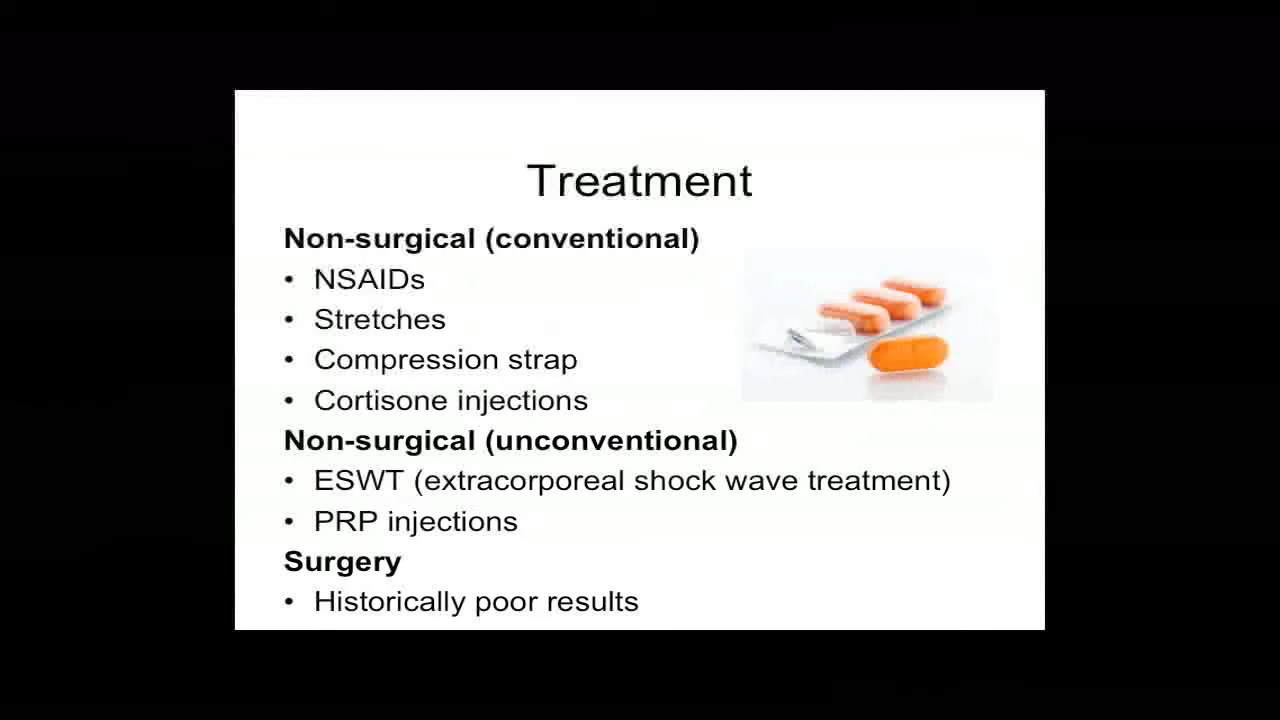 Treatment
Non-surgical (conventional)
• NSAIDs
• Stretches
• Compression strap
• Cortisone injections
Non-surgical (unconventional)
• ESWT (extracorporeal shock wave treatment)
• PRP injections
Surgery
• Historically poor results